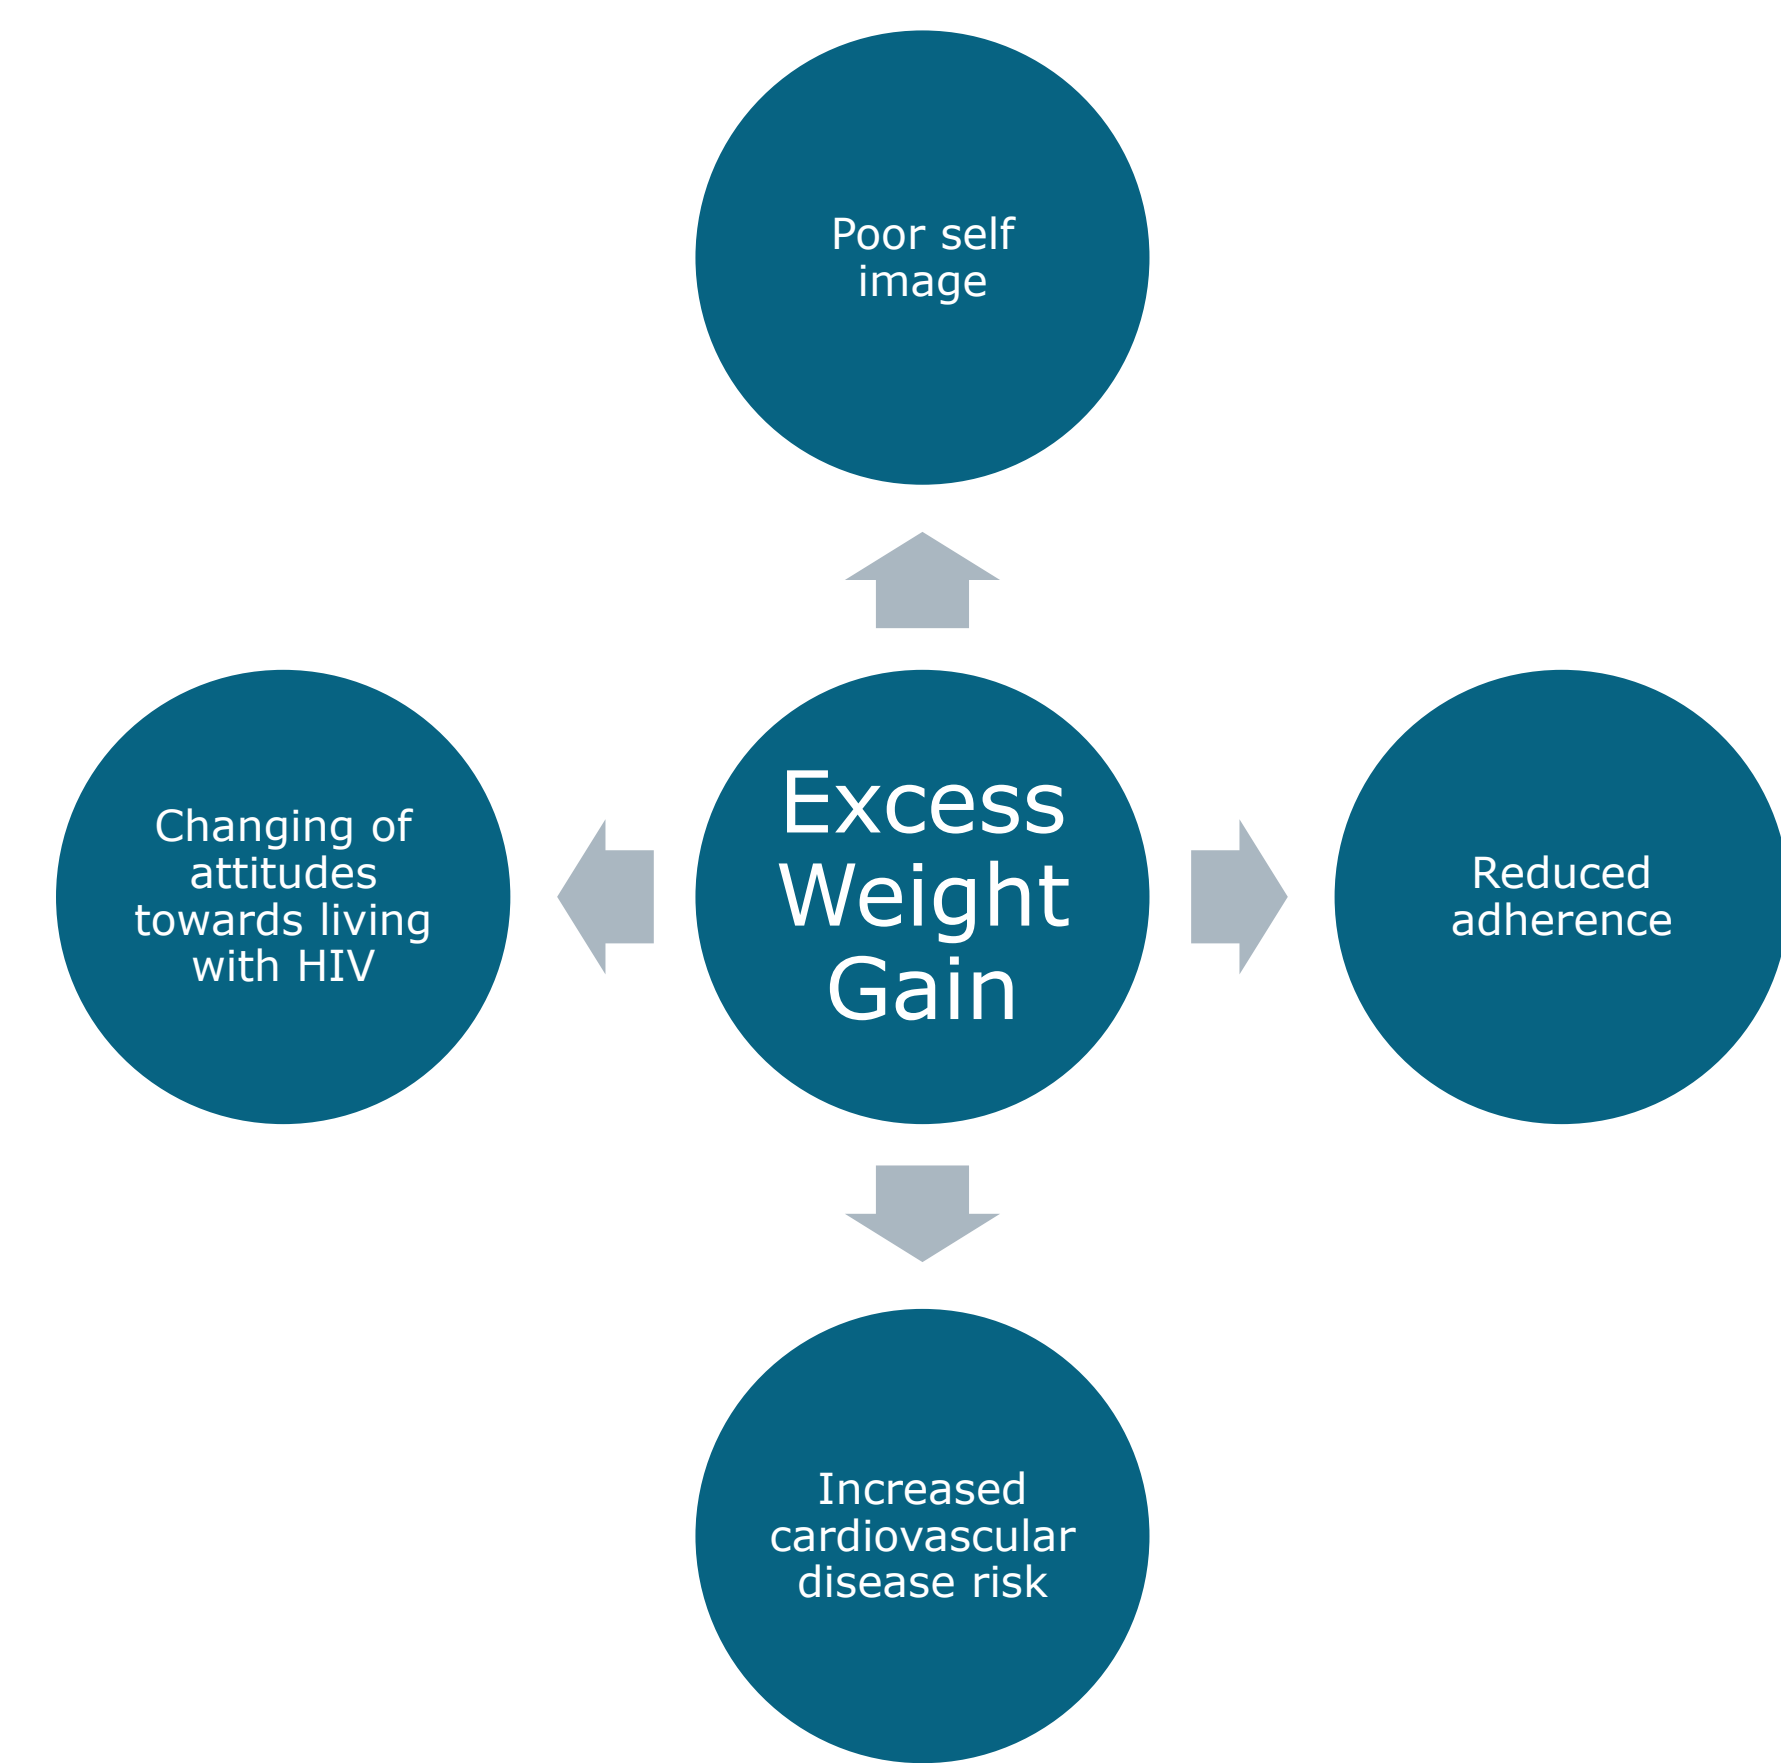 Poor self
image
Changing of
attitudes
towards living
with HIV
Excess
Weight
Gain
Reduced
adherence
Increased
cardiovascular
disease risk